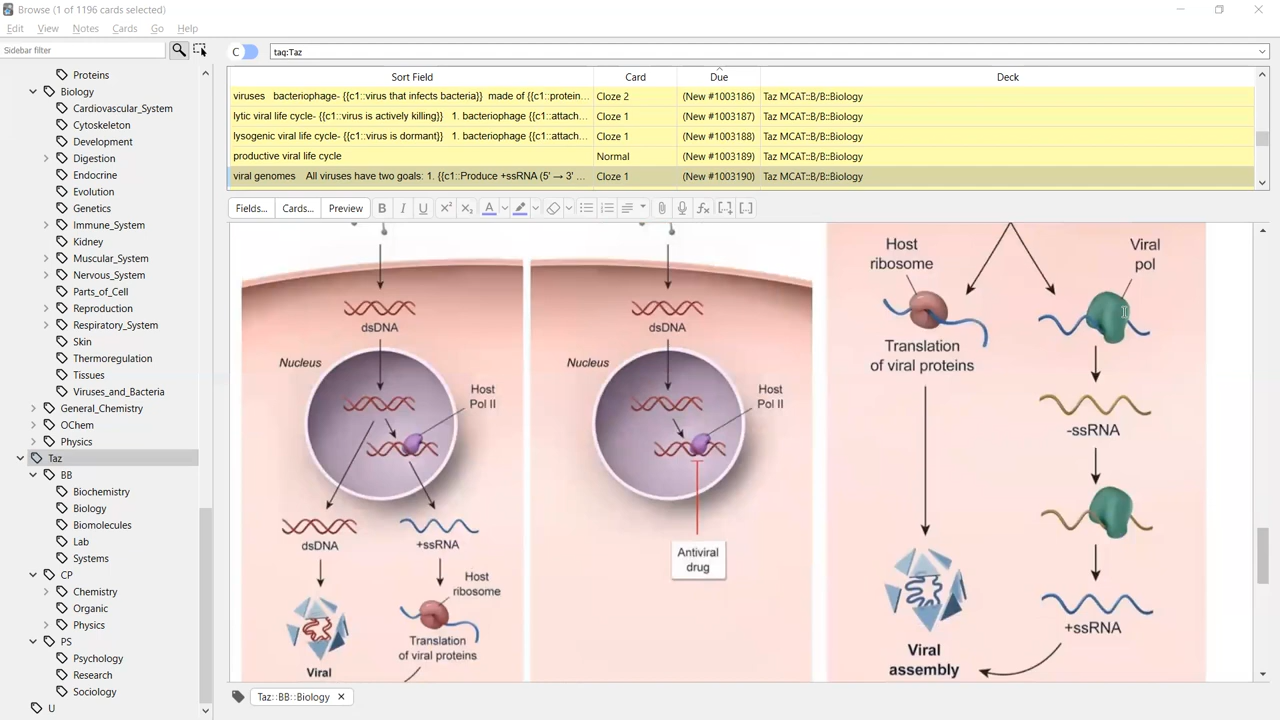 Browse (1 of 1196 cards selected)
Edit View Notes Cards Go Help
Sidebar filter
C
tag:Taz
Proteins
Biology
Cardiovascular_System
Cytoskeleton
Development
Digestion
Endocrine
Evolution
Genetics
Immune_System
Kidney
Muscular_System
Nervous_System
Parts_of_Cell
Reproduction
Respiratory_System
Skin
Thermoregulation
Tissues
Viruses_and_Bacteria
General_Chemistry
OChem
Physics
Taz
BB
Biochemistry
Biology
Biomolecules
Lab
Systems
CP
Chemistry
Organic
Physics
PS
Psychology
Research
Sociology
U
Sort Field Card Due Deck
viruses bacteriophage- {{c1::virus that infects bacteria}} made of {{c1::protein... Cloze 2 (New #1003186) Taz MCAT::B/B::Biology
lytic viral life cycle- {{c1::virus is actively killing}} 1. bacteriophage {{c1::attach... Cloze 1 (New #1003187) Taz MCAT::B/B::Biology
lysogenic viral life cycle- {{c1::virus is dormant}} 1. bacteriophage {{c1::attach... Cloze 1 (New #1003188) Taz MCAT::B/B::Biology
productive viral life cycle Normal (New #1003189) Taz MCAT::B/B::Biology
viral genomes All viruses have two goals: 1. {{c1::Produce +ssRNA (5' → 3' ... Cloze 1 (New #1003190) Taz MCAT::B/B::Biology
Fields... Cards... Preview B I U X² X₂ A
dsDNA
Nucleus
Host
Pol II
dsDNA
+ssRNA
Host
ribosome
Translation
of viral proteins
Viral
dsDNA
Nucleus
Host
Pol II
Antiviral
drug
Host
ribosome
Viral
pol
Translation
of viral proteins
-ssRNA
+ssRNA
Viral
assembly
Taz::BB::Biology